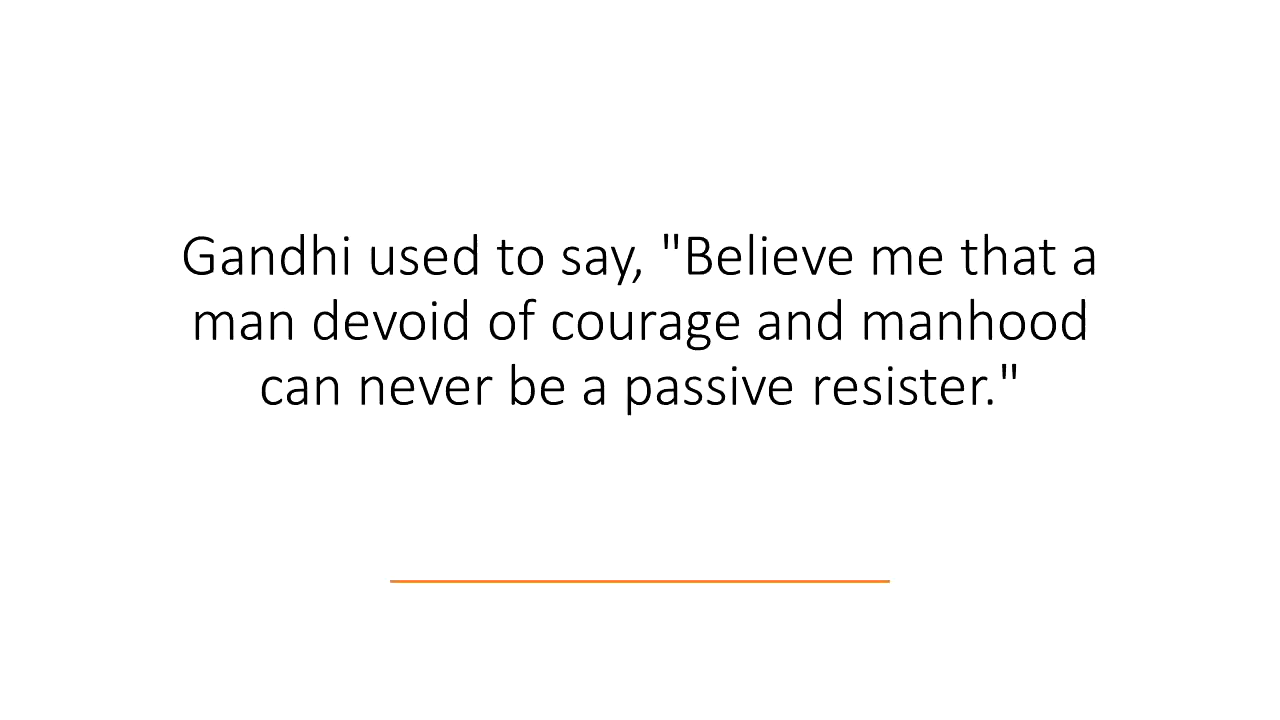 Gandhi used to say, "Believe me that a
man devoid of courage and manhood
can never be a passive resister."